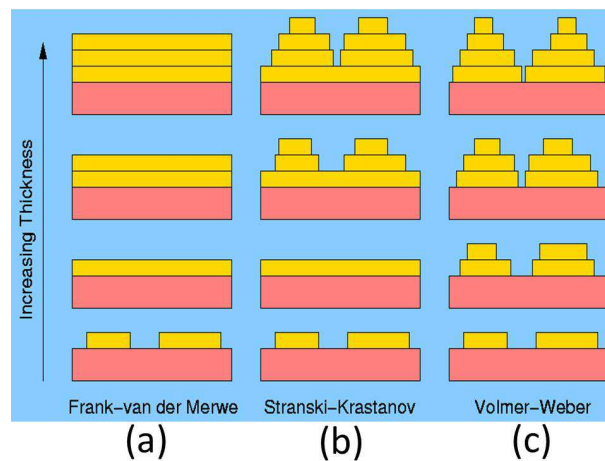 Increasing Thickness
Frank-van der Merwe
Stranski-Krastanov
Volmer-Weber
(a)
(b)
(c)